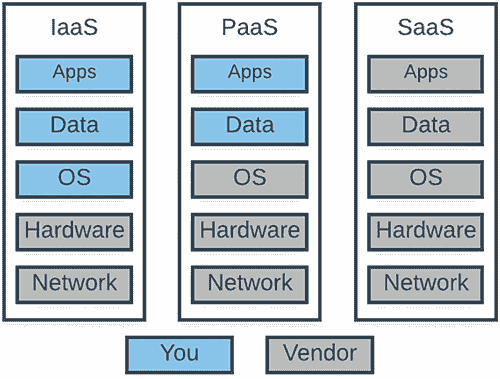 IaaS
Apps
Data
OS
Hardware
Network
PaaS
Apps
Data
OS
Hardware
Network
SaaS
Apps
Data
OS
Hardware
Network
You
Vendor